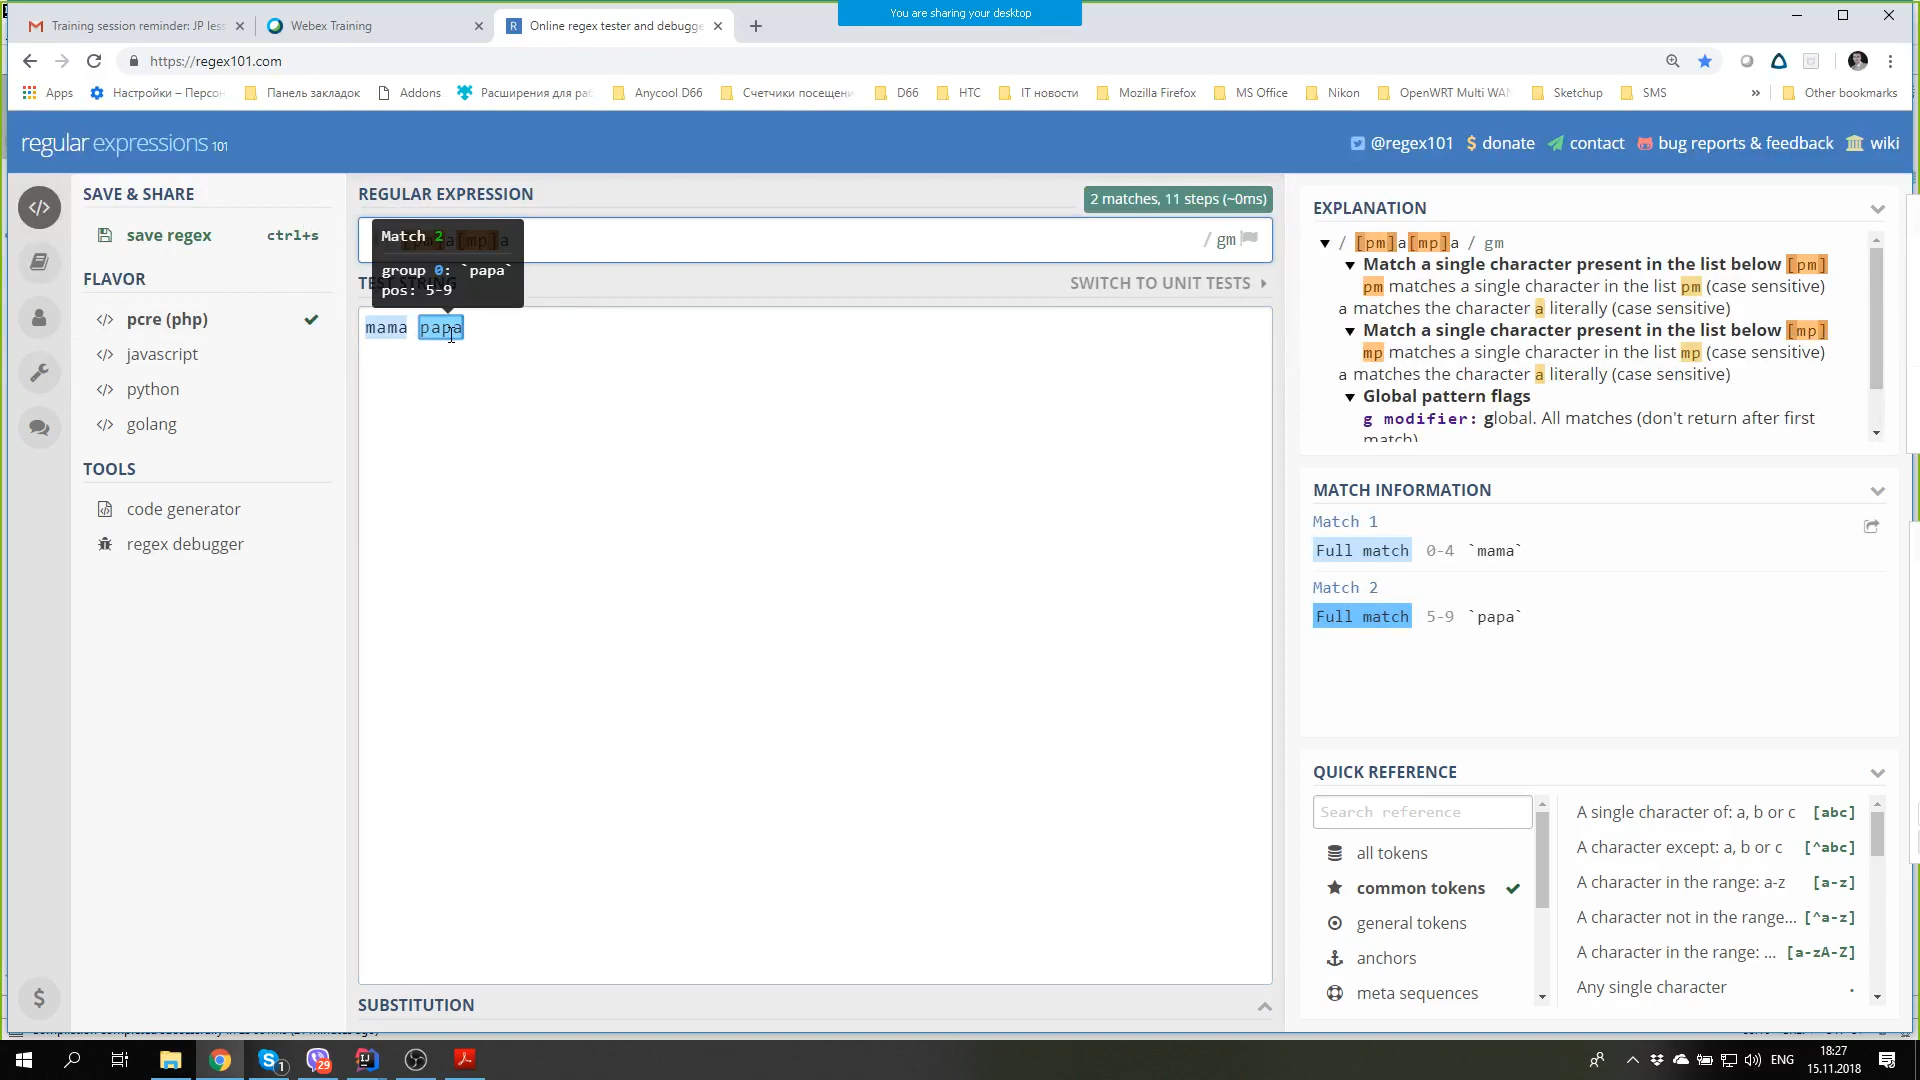 You are sharing your desktop
Training session reminder: JP les
Webex Training
Online regex tester and debugge
https://regex101.com
Apps
Настройки – Персон
Панель закладок
Addons
Расширения для раб
Anycool D66
Счетчики посещени
D66
HTC
IT новости
Mozilla Firefox
MS Office
Nikon
OpenWRT Multi WAN
Sketchup
SMS
»
Other bookmarks
regular expressions 101
@regex101
$ donate
contact
bug reports & feedback
wiki
SAVE & SHARE
save regex ctrl+s
FLAVOR
</> pcre (php)
</> javascript
</> python
</> golang
TOOLS
code generator
regex debugger
$
REGULAR EXPRESSION
2 matches, 11 steps (~0ms)
[pm]a[mp]a
/ gm
Match 2
group 0: `papa`
pos: 5-9
TEST STRING
SWITCH TO UNIT TESTS
mama papa
SUBSTITUTION
EXPLANATION
/ [pm]a[mp]a / gm
Match a single character present in the list below [pm]
pm matches a single character in the list pm (case sensitive)
a matches the character a literally (case sensitive)
Match a single character present in the list below [mp]
mp matches a single character in the list mp (case sensitive)
a matches the character a literally (case sensitive)
Global pattern flags
g modifier: global. All matches (don't return after first
match)
MATCH INFORMATION
Match 1
Full match 0-4 `mama`
Match 2
Full match 5-9 `papa`
QUICK REFERENCE
Search reference
all tokens
common tokens
general tokens
anchors
meta sequences
A single character of: a, b or c [abc]
A character except: a, b or c [^abc]
A character in the range: a-z [a-z]
A character not in the range... [^a-z]
A character in the range: ... [a-zA-Z]
Any single character .
1
29
IJ
ENG
18:27
15.11.2018